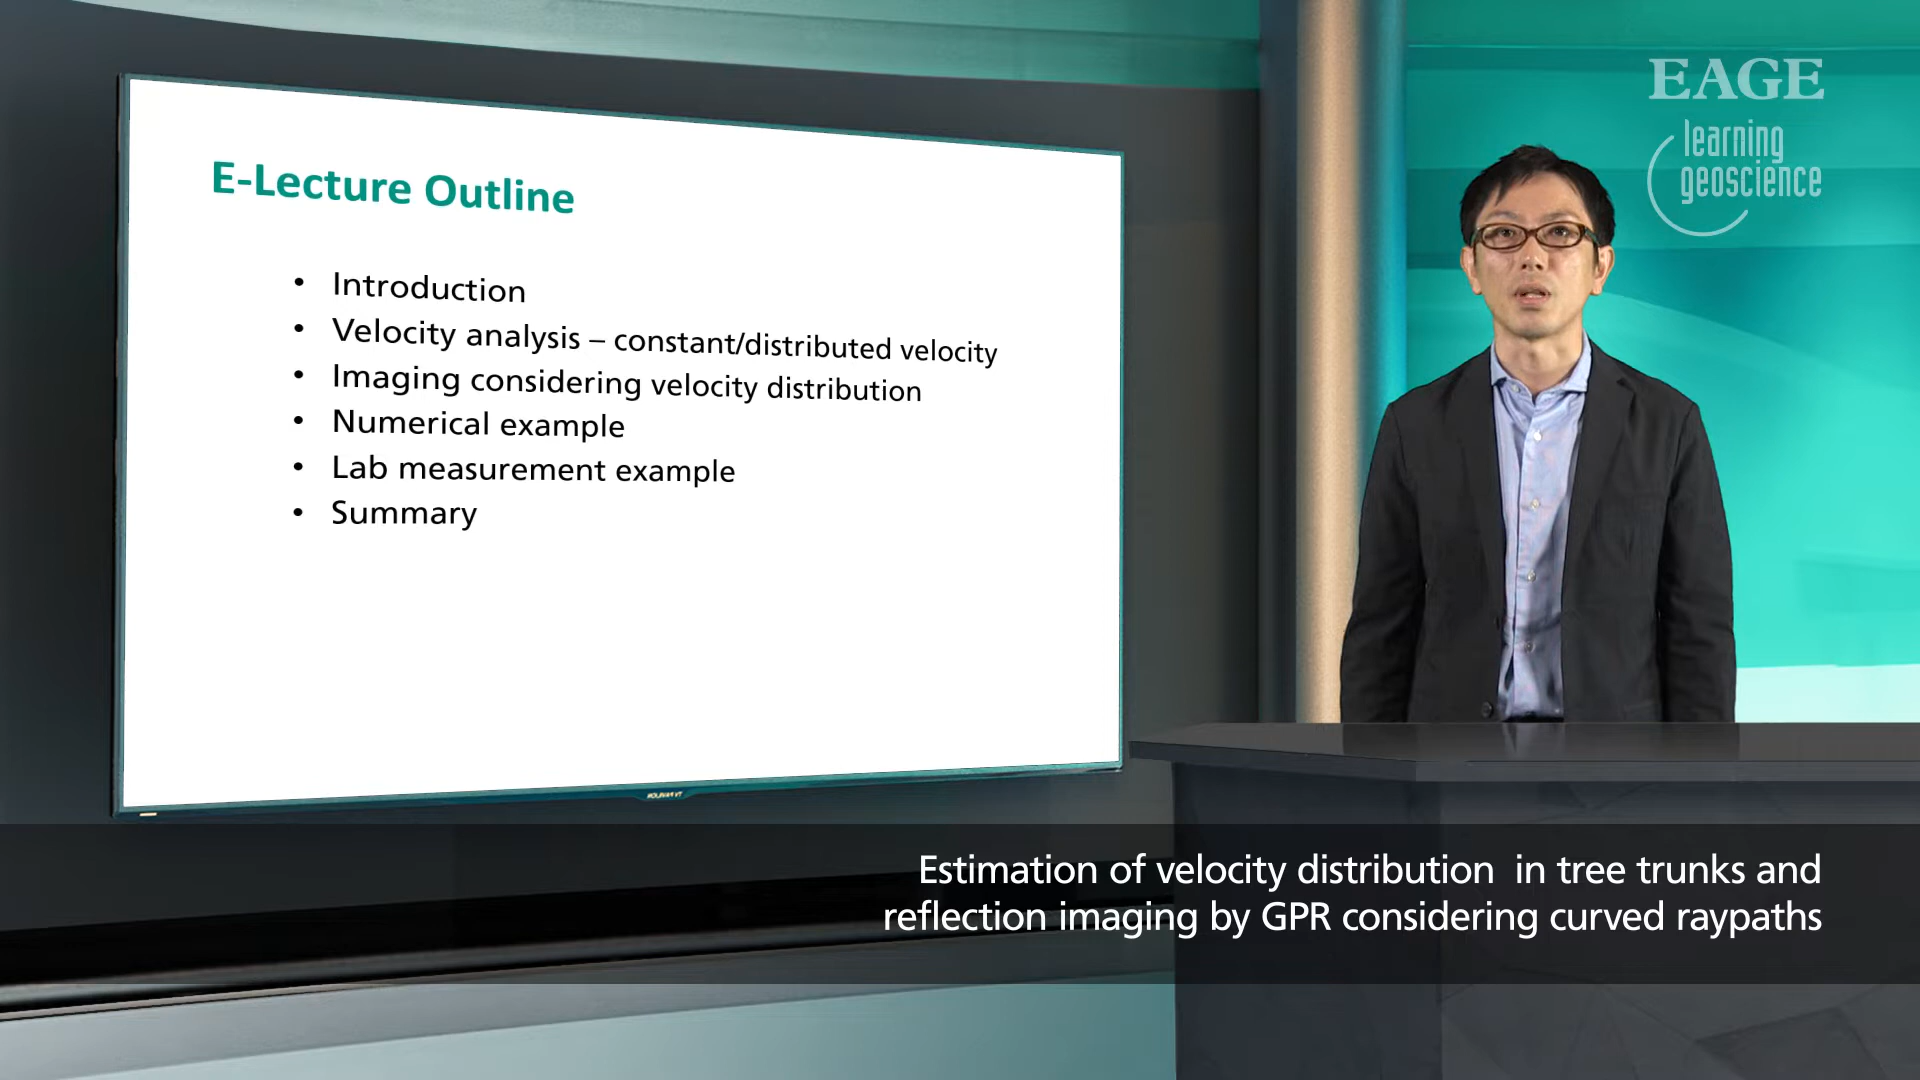 EAGE
learning
geoscience
E-Lecture Outline
• Introduction
• Velocity analysis – constant/distributed velocity
• Imaging considering velocity distribution
• Numerical example
• Lab measurement example
• Summary
Estimation of velocity distribution in tree trunks and
reflection imaging by GPR considering curved raypaths